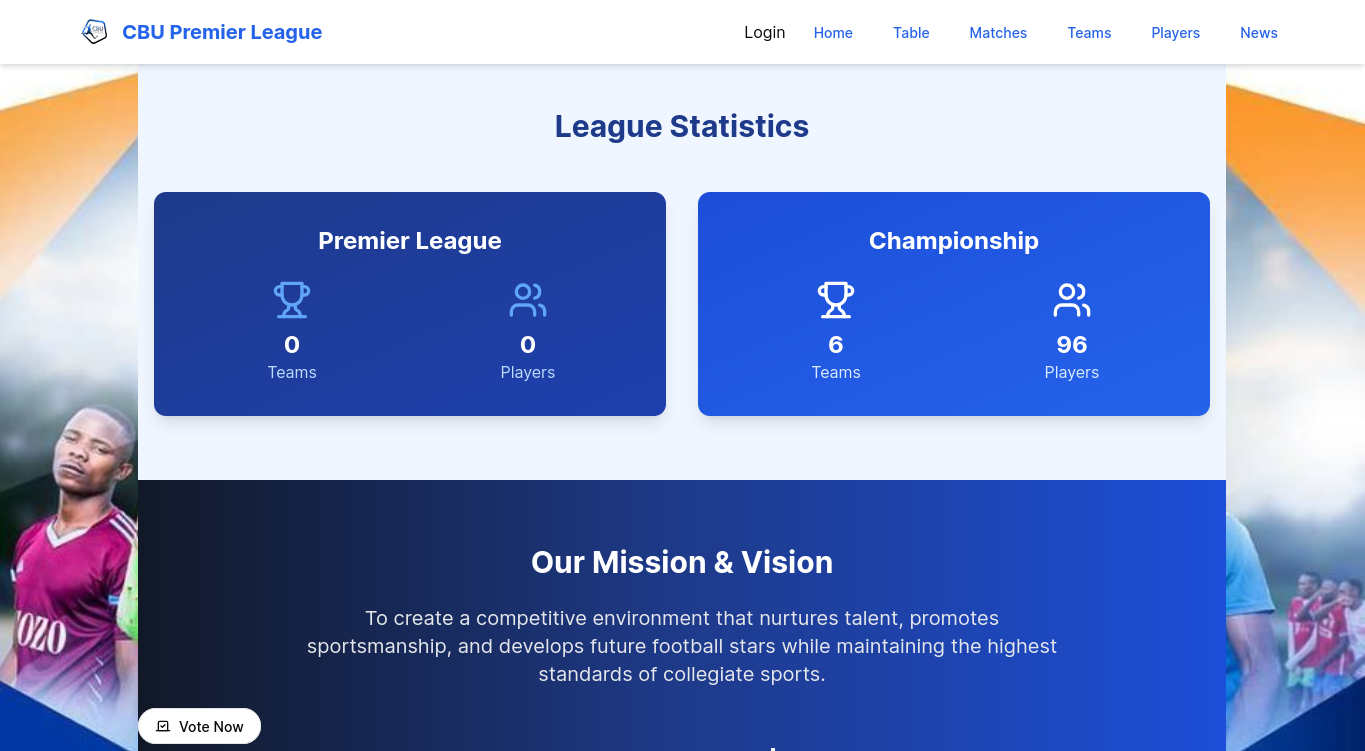 CBU Premier League
Login Home Table Matches Teams Players News
League Statistics
Premier League
0
Teams
0
Players
Championship
6
Teams
96
Players
Our Mission & Vision
To create a competitive environment that nurtures talent, promotes
sportsmanship, and develops future football stars while maintaining the highest
standards of collegiate sports.
Vote Now